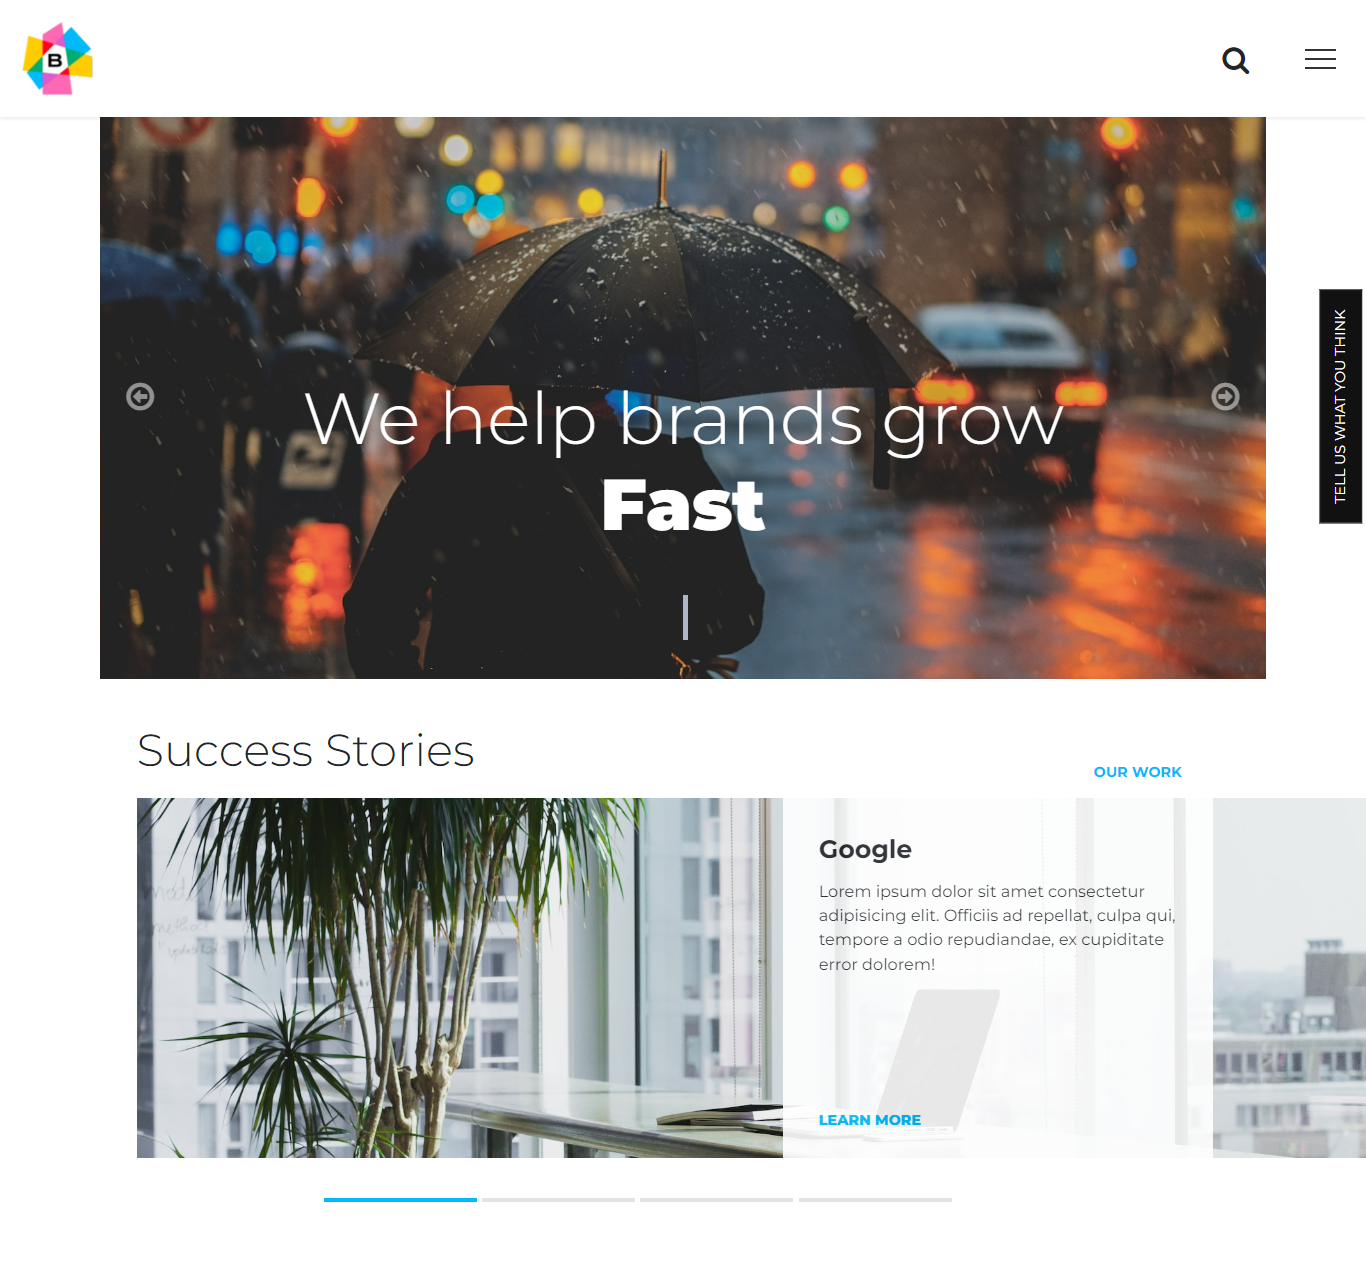 B
TELL US WHAT YOU THINK
We help brands grow
Fast
Success Stories
OUR WORK
Google
Lorem ipsum dolor sit amet consectetur
adipisicing elit. Officiis ad repellat, culpa qui,
tempore a odio repudiandae, ex cupiditate
error dolorem!
LEARN MORE